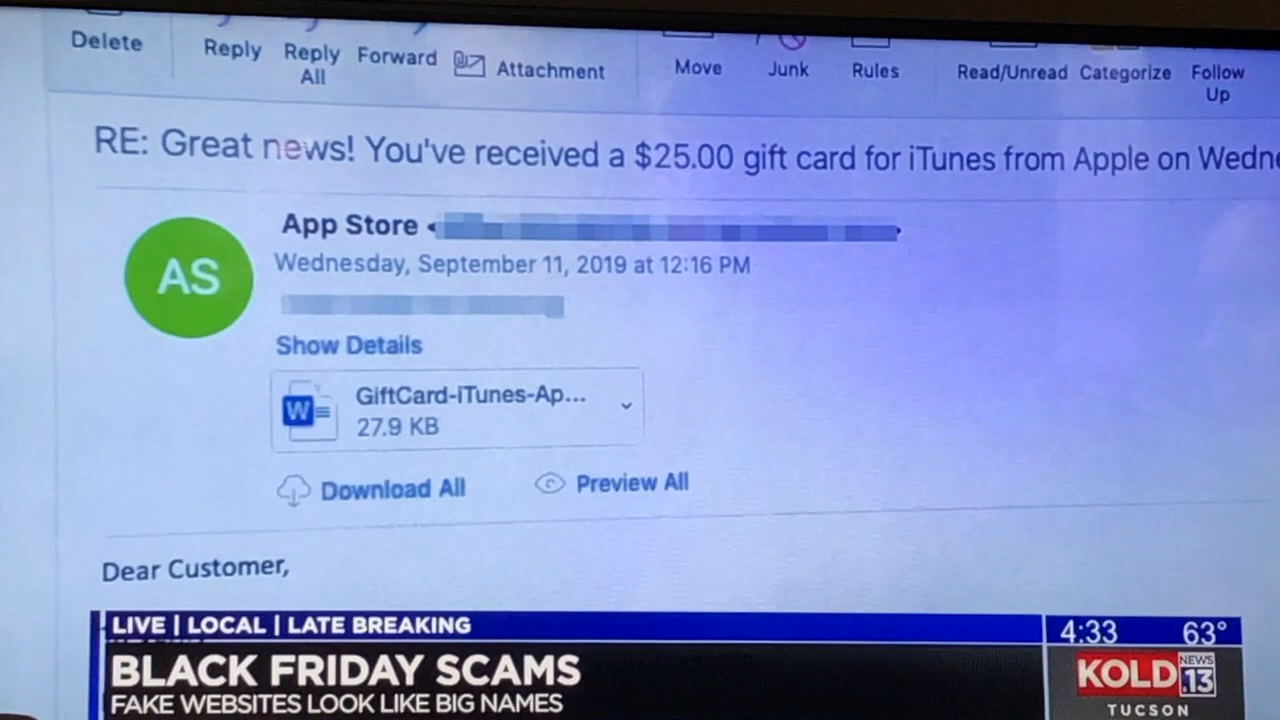 Delete
Reply
Reply All
Forward
Attachment
Move
Junk
Rules
Read/Unread
Categorize
Follow Up
RE: Great news! You've received a $25.00 gift card for iTunes from Apple on
AS
App Store
Wednesday, September 11, 2019 at 12:16 PM
Show Details
W
GiftCard-iTunes-Ap...
27.9 KB
Download All
Preview All
Dear Customer,
LIVE | LOCAL | LATE BREAKING
4:33
63°
BLACK FRIDAY SCAMS
KOLD NEWS 13
FAKE WEBSITES LOOK LIKE BIG NAMES
TUCSON